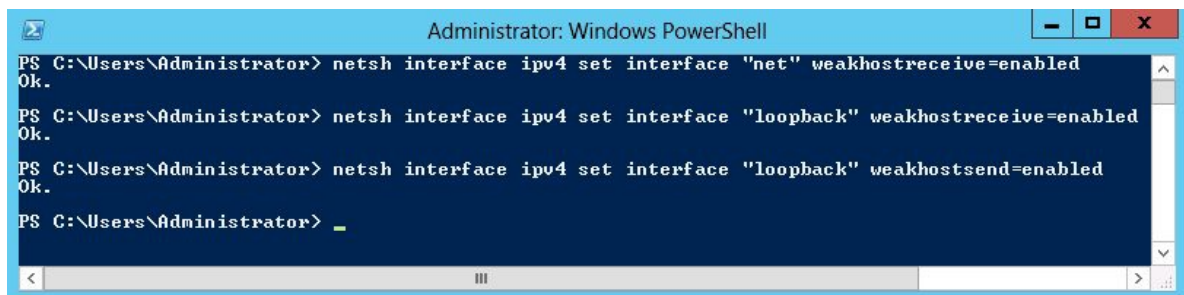 Administrator: Windows PowerShell
PS C:\Users\Administrator> netsh interface ipv4 set interface "net" weakhostreceive=enabled
Ok.
PS C:\Users\Administrator> netsh interface ipv4 set interface "loopback" weakhostreceive=enabled
Ok.
PS C:\Users\Administrator> netsh interface ipv4 set interface "loopback" weakhostsend=enabled
Ok.
PS C:\Users\Administrator>